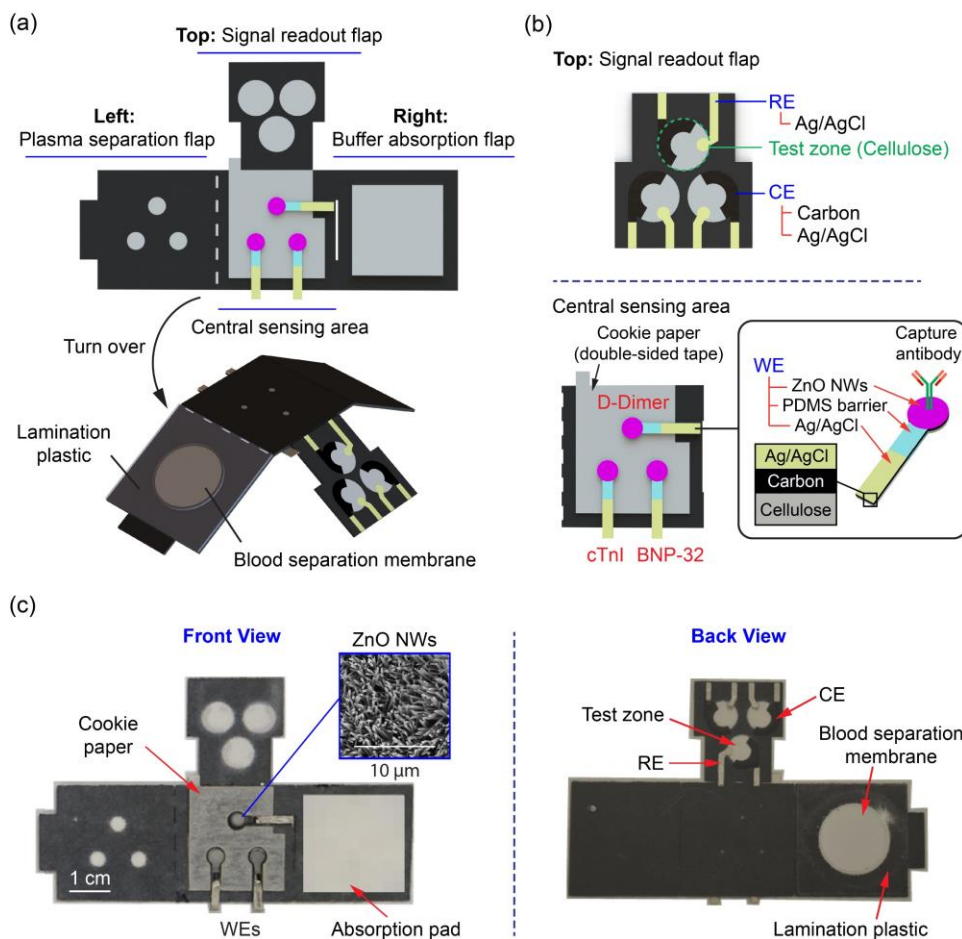 (a)
Top: Signal readout flap
Left:
Plasma separation flap
Right:
Buffer absorption flap
Central sensing area
Turn over
Lamination
plastic
Blood separation membrane
(b)
Top: Signal readout flap
RE
Ag/AgCl
Test zone (Cellulose)
CE
Carbon
Ag/AgCl
Central sensing area
Cookie paper
(double-sided tape)
D-Dimer
cTnI BNP-32
Capture
antibody
WE
ZnO NWs
PDMS barrier
Ag/AgCl
Ag/AgCl
Carbon
Cellulose
(c)
Front View
ZnO NWs
10 µm
Cookie
paper
1 cm
WEs
Absorption pad
Back View
Test zone
CE
RE
Blood separation
membrane
Lamination plastic